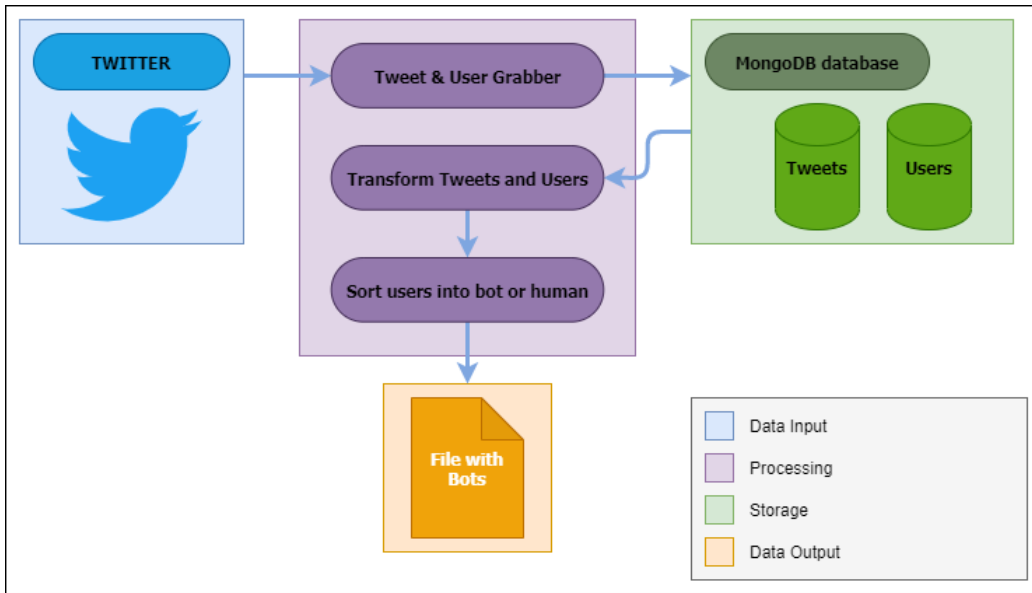 TWITTER
Tweet & User Grabber
MongoDB database
Tweets
Users
Transform Tweets and Users
Sort users into bot or human
File with
Bots
Data Input
Processing
Storage
Data Output